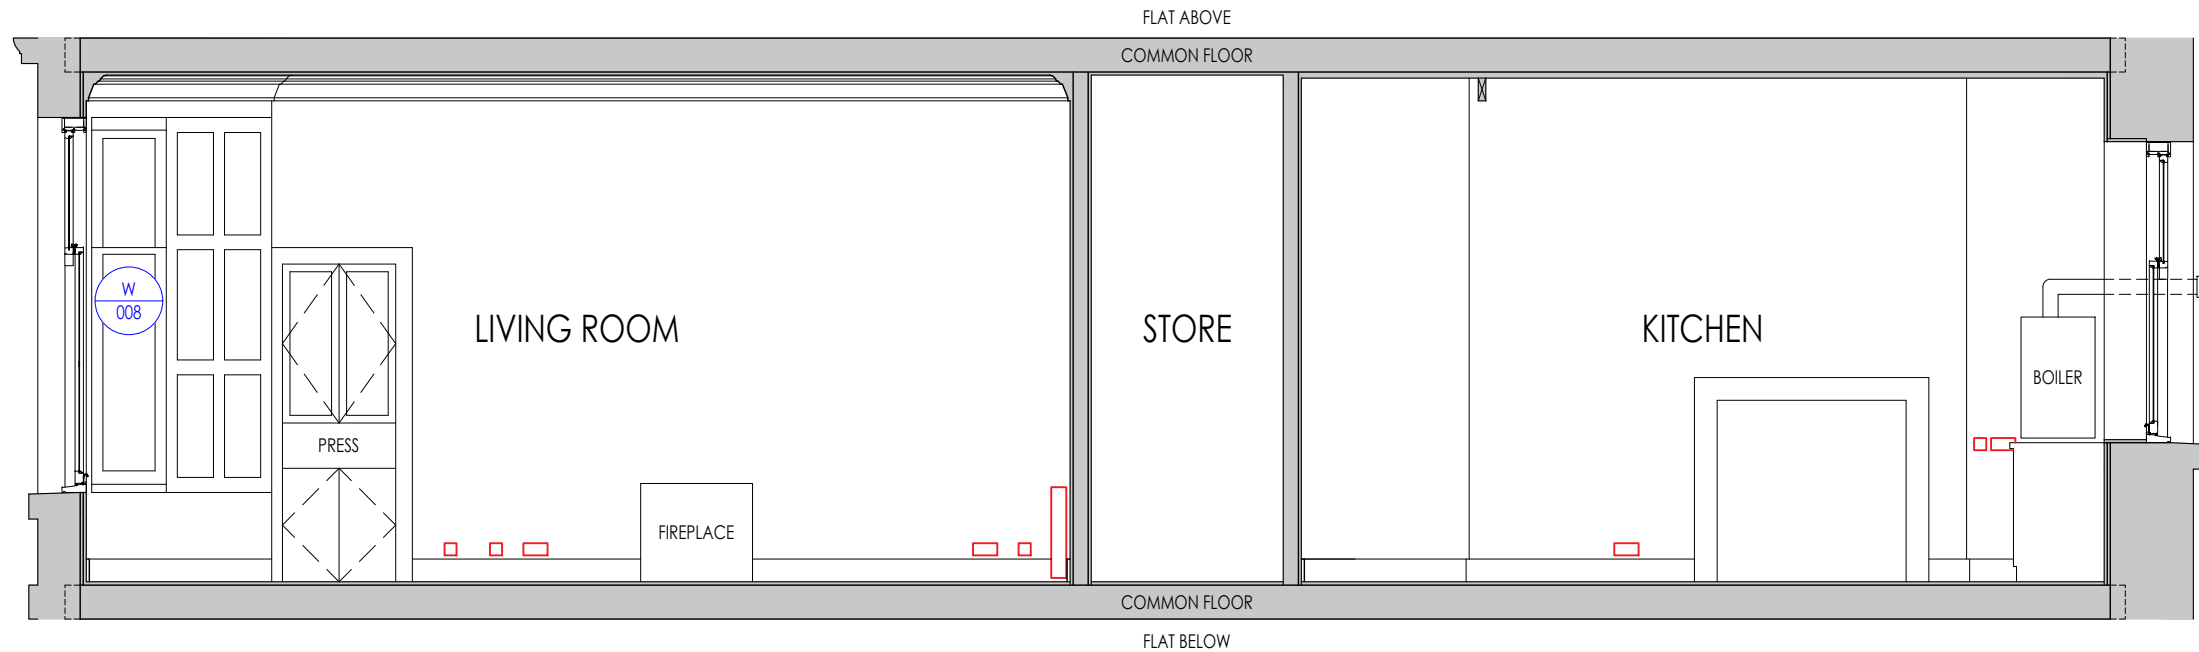 FLAT ABOVE
COMMON FLOOR
W
008
LIVING ROOM
STORE
KITCHEN
BOILER
PRESS
FIREPLACE
COMMON FLOOR
FLAT BELOW